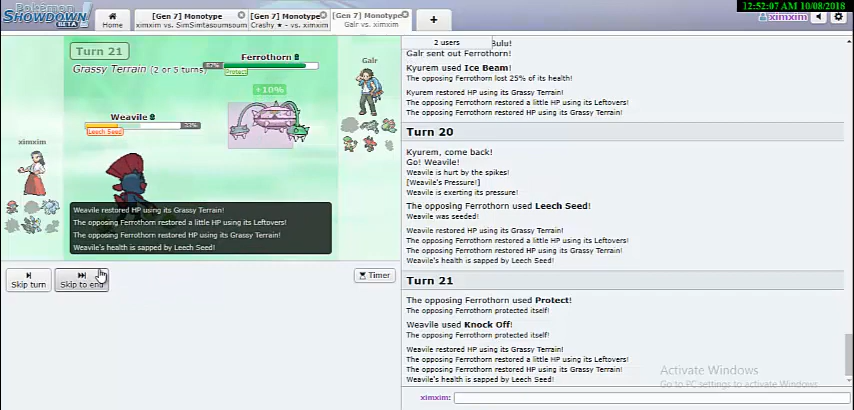 12:52:07 AM 10/08/2018
Pokémon
SHOWDOWN
BETA
Home
[Gen 7] Monotype
ximxim vs. SimSimtasoumsoum
[Gen 7] Monotype
Crashy ★ - vs. ximxim
[Gen 7] Monotype
Galr vs. ximxim
+
ximxim
Turn 21
Grassy Terrain (2 or 5 turns)
Ferrothorn
Protect
+10%
Galr
Weavile
Leech Seed
ximxim
Weavile restored HP using its Grassy Terrain!
The opposing Ferrothorn restored a little HP using its Leftovers!
The opposing Ferrothorn restored HP using its Grassy Terrain!
Weavile's health is sapped by Leech Seed!
Skip turn
Skip to end
Timer
2 users
Bulu!
Galr sent out Ferrothorn!
Kyurem used Ice Beam!
The opposing Ferrothorn lost 25% of its health!
Kyurem restored HP using its Grassy Terrain!
The opposing Ferrothorn restored a little HP using its Leftovers!
The opposing Ferrothorn restored HP using its Grassy Terrain!
Turn 20
Kyurem, come back!
Go! Weavile!
Weavile is hurt by the spikes!
[Weavile's Pressure!]
Weavile is exerting its pressure!
The opposing Ferrothorn used Leech Seed!
Weavile was seeded!
Weavile restored HP using its Grassy Terrain!
The opposing Ferrothorn restored a little HP using its Leftovers!
The opposing Ferrothorn restored HP using its Grassy Terrain!
Weavile's health is sapped by Leech Seed!
Turn 21
The opposing Ferrothorn used Protect!
The opposing Ferrothorn protected itself!
Weavile used Knock Off!
The opposing Ferrothorn protected itself!
Weavile restored HP using its Grassy Terrain!
The opposing Ferrothorn restored a little HP using its Leftovers!
The opposing Ferrothorn restored HP using its Grassy Terrain!
Weavile's health is sapped by Leech Seed!
Activate Windows
Go to PC settings to activate Windows.
ximxim: